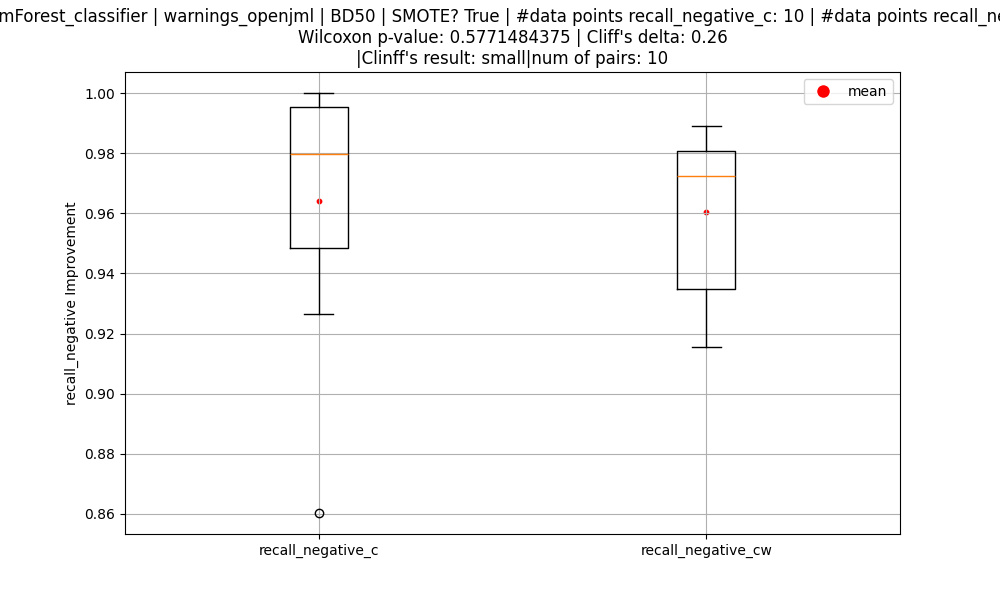 mForest_classifier | warnings_openjml | BD50 | SMOTE? True | #data points recall_negative_c: 10 | #data points recall_ne
Wilcoxon p-value: 0.5771484375 | Cliff's delta: 0.26
|Clinff's result: small|num of pairs: 10
mean
1.00
0.98
0.96
0.94
0.92
0.90
0.88
0.86
recall_negative Improvement
recall_negative_c
recall_negative_cw